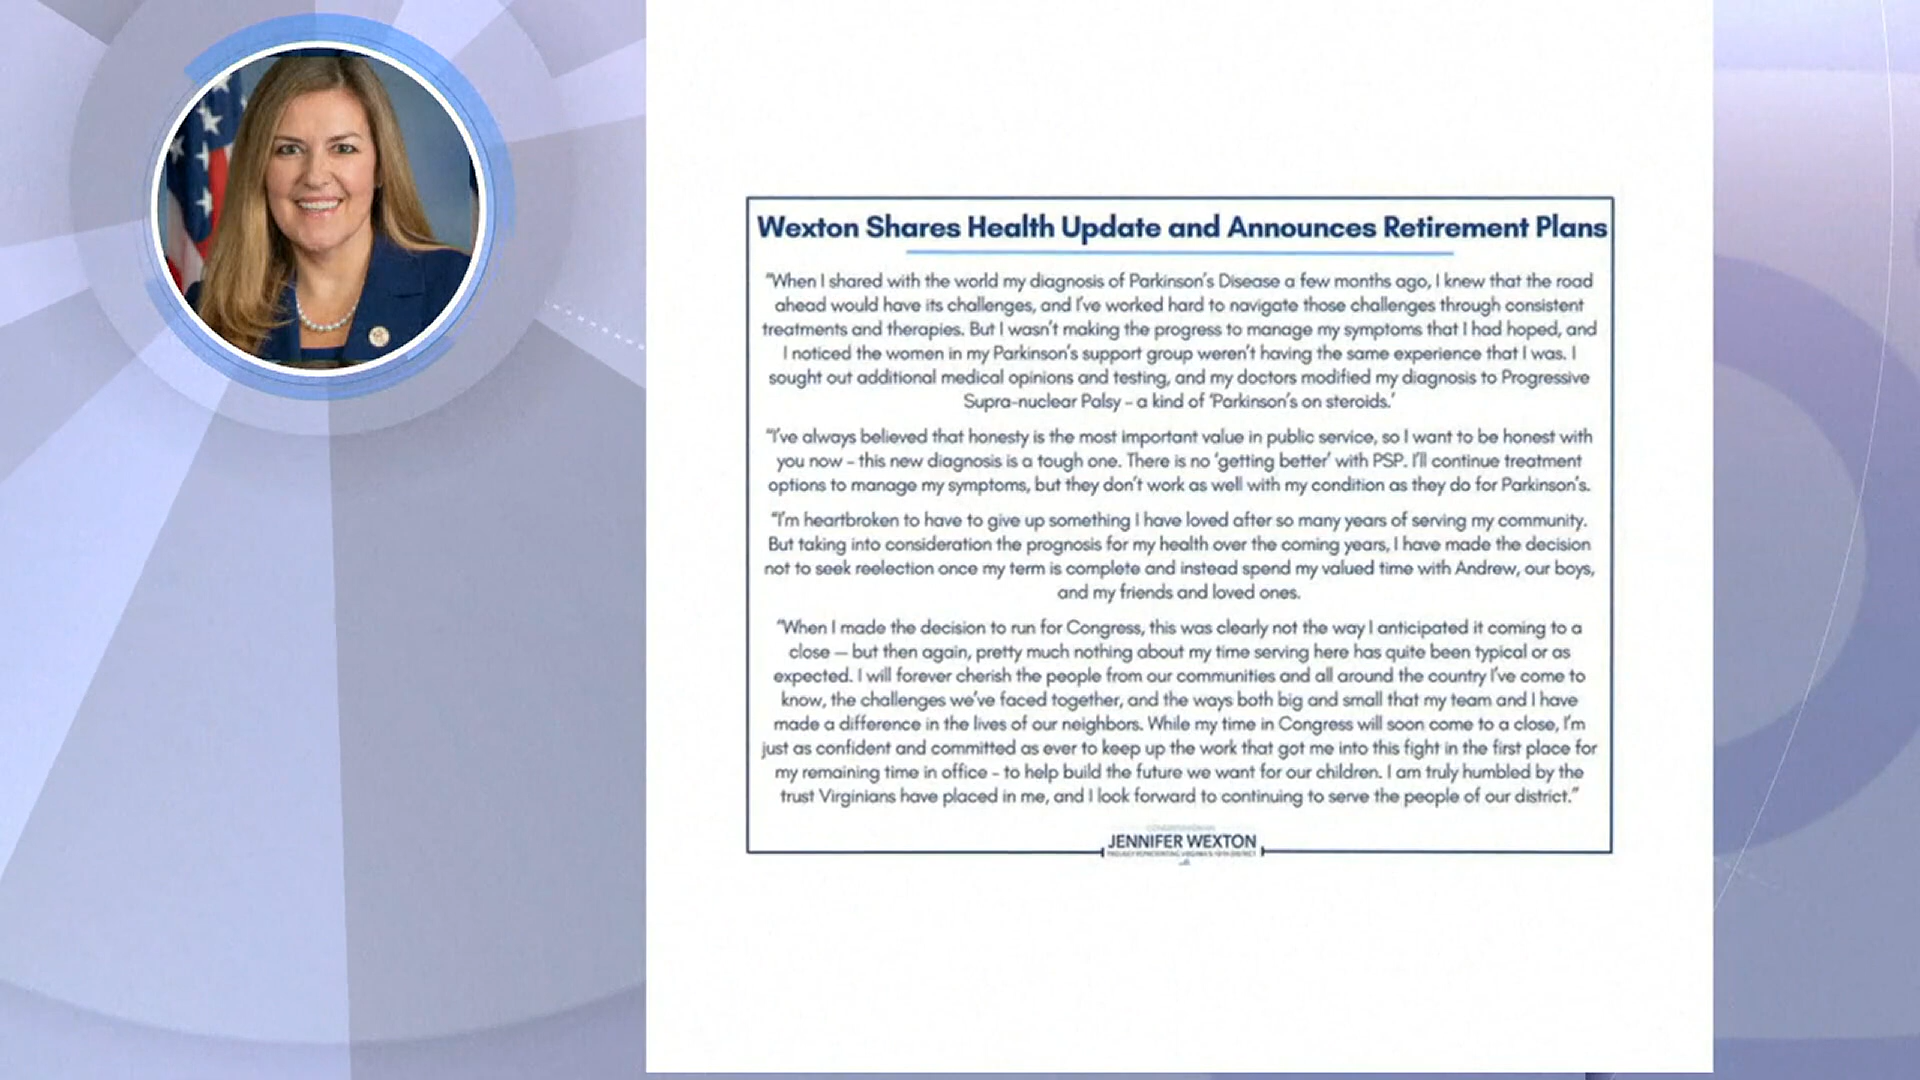 Wexton Shares Health Update and Announces Retirement Plans
"When I shared with the world my diagnosis of Parkinson's Disease a few months ago, I knew that the road
ahead would have its challenges, and I've worked hard to navigate those challenges through consistent
treatments and therapies. But I wasn't making the progress to manage my symptoms that I had hoped, and
I noticed the women in my Parkinson's support group weren't having the same experience that I was. I
sought out additional medical opinions and testing, and my doctors modified my diagnosis to Progressive
Supra-nuclear Palsy – a kind of 'Parkinson's on steroids.'
"I've always believed that honesty is the most important value in public service, so I want to be honest with
you now – this new diagnosis is a tough one. There is no 'getting better' with PSP. I'll continue treatment
options to manage my symptoms, but they don't work as well with my condition as they do for Parkinson's.
"I'm heartbroken to have to give up something I have loved after so many years of serving my community.
But taking into consideration the prognosis for my health over the coming years, I have made the decision
not to seek reelection once my term is complete and instead spend my valued time with Andrew, our boys,
and my friends and loved ones.
"When I made the decision to run for Congress, this was clearly not the way I anticipated it coming to a
close — but then again, pretty much nothing about my time serving here has quite been typical or as
expected. I will forever cherish the people from our communities and all around the country I've come to
know, the challenges we've faced together, and the ways both big and small that my team and I have
made a difference in the lives of our neighbors. While my time in Congress will soon come to a close, I'm
just as confident and committed as ever to keep up the work that got me into this fight in the first place for
my remaining time in office – to help build the future we want for our children. I am truly humbled by the
trust Virginians have placed in me, and I look forward to continuing to serve the people of our district."
JENNIFER WEXTON